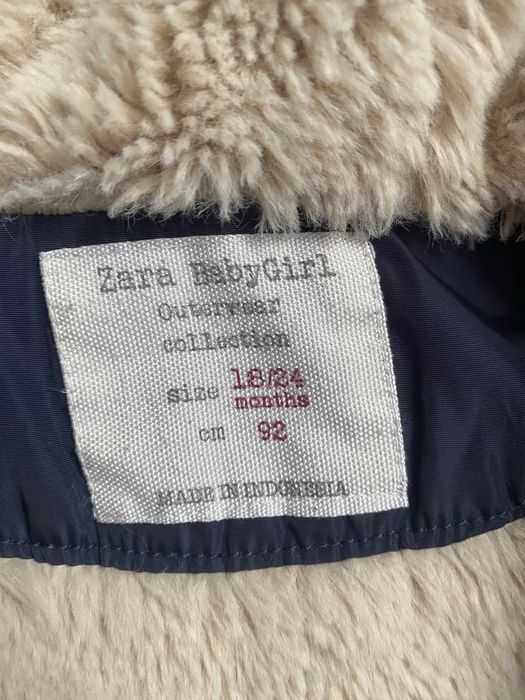 Zara BabyGirl
Outerwear
collection
size 18/24
months
cm 92
MADE IN INDONESIA